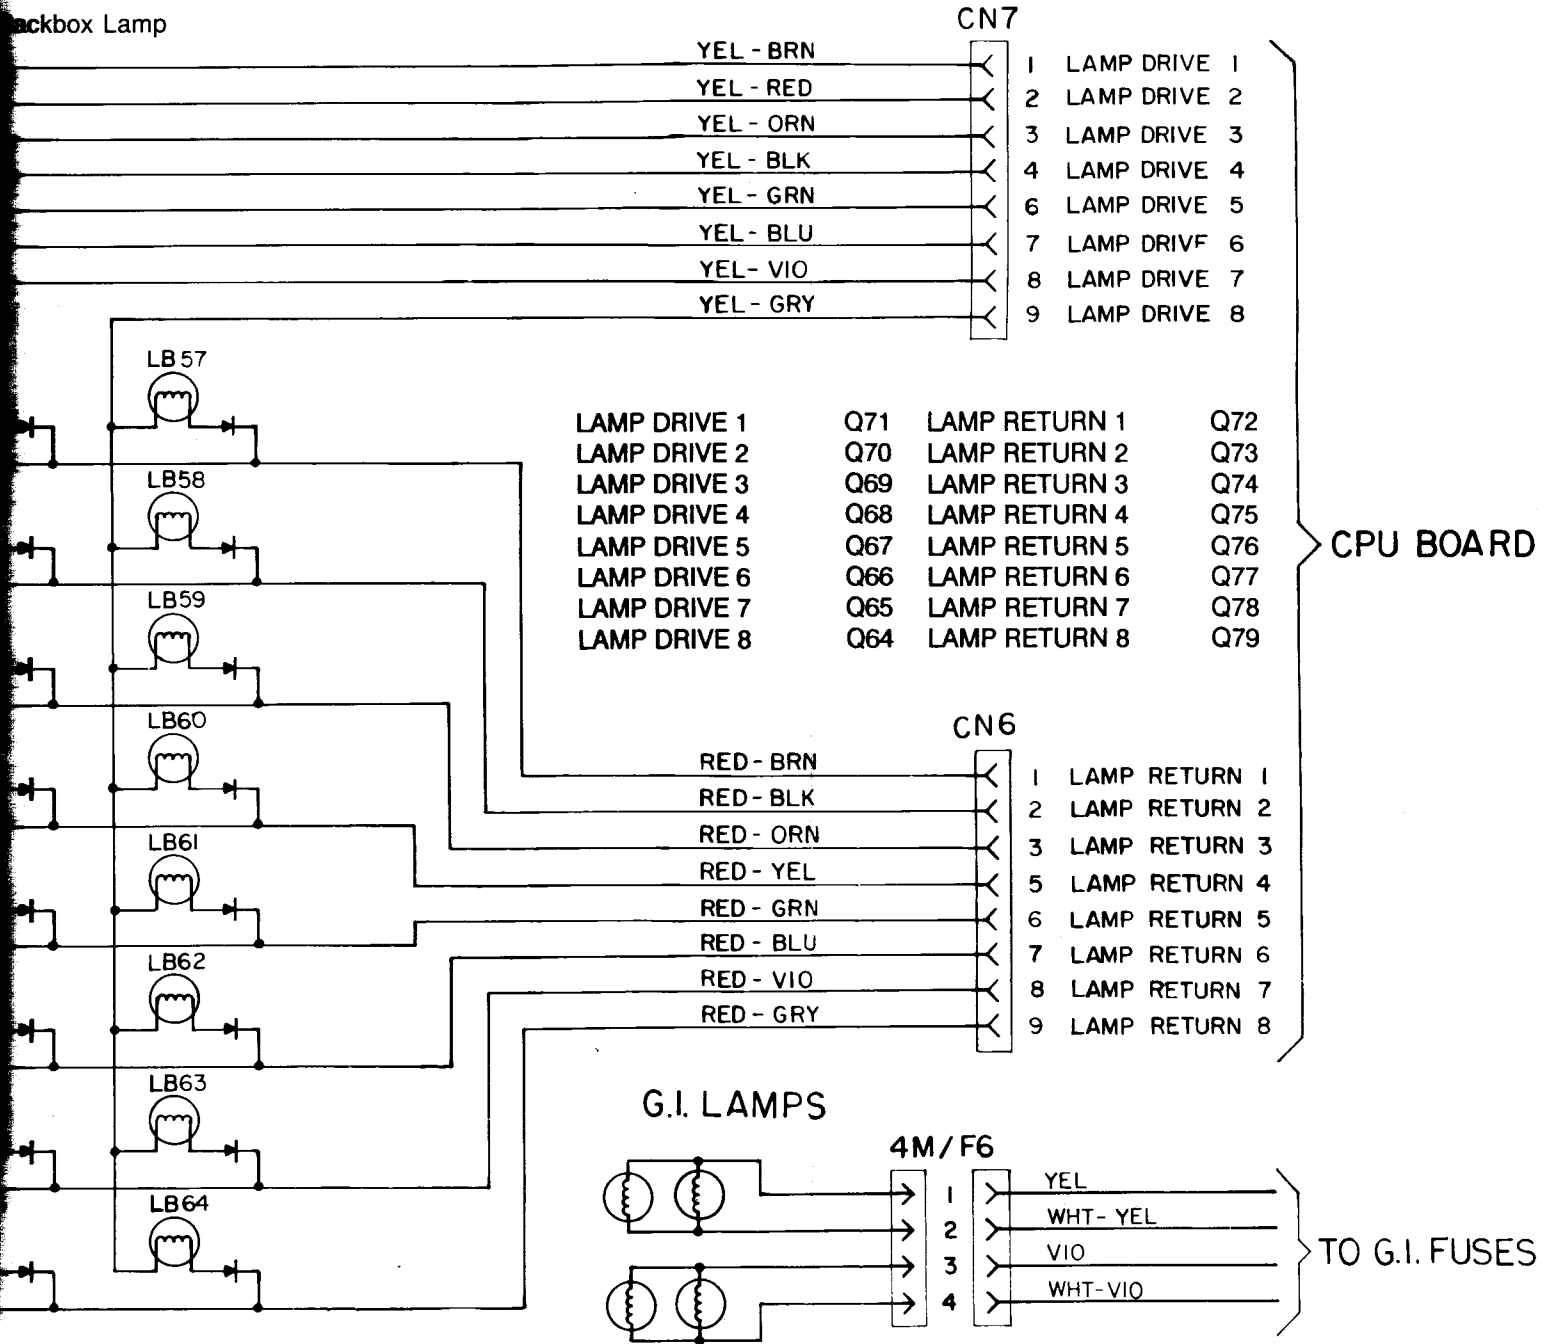 ackbox Lamp
CN7
YEL - BRN 1 LAMP DRIVE 1
YEL - RED 2 LAMP DRIVE 2
YEL - ORN 3 LAMP DRIVE 3
YEL - BLK 4 LAMP DRIVE 4
YEL - GRN 6 LAMP DRIVE 5
YEL - BLU 7 LAMP DRIVE 6
YEL - VIO 8 LAMP DRIVE 7
YEL - GRY 9 LAMP DRIVE 8
LB57
LB58
LB59
LB60
LB61
LB62
LB63
LB64
LAMP DRIVE 1 Q71 LAMP RETURN 1 Q72
LAMP DRIVE 2 Q70 LAMP RETURN 2 Q73
LAMP DRIVE 3 Q69 LAMP RETURN 3 Q74
LAMP DRIVE 4 Q68 LAMP RETURN 4 Q75
LAMP DRIVE 5 Q67 LAMP RETURN 5 Q76
LAMP DRIVE 6 Q66 LAMP RETURN 6 Q77
LAMP DRIVE 7 Q65 LAMP RETURN 7 Q78
LAMP DRIVE 8 Q64 LAMP RETURN 8 Q79
CPU BOARD
CN6
RED - BRN 1 LAMP RETURN 1
RED - BLK 2 LAMP RETURN 2
RED - ORN 3 LAMP RETURN 3
RED - YEL 5 LAMP RETURN 4
RED - GRN 6 LAMP RETURN 5
RED - BLU 7 LAMP RETURN 6
RED - VIO 8 LAMP RETURN 7
RED - GRY 9 LAMP RETURN 8
G.I. LAMPS
4M/F6
1 YEL
2 WHT-YEL
3 VIO
4 WHT-VIO
TO G.I. FUSES